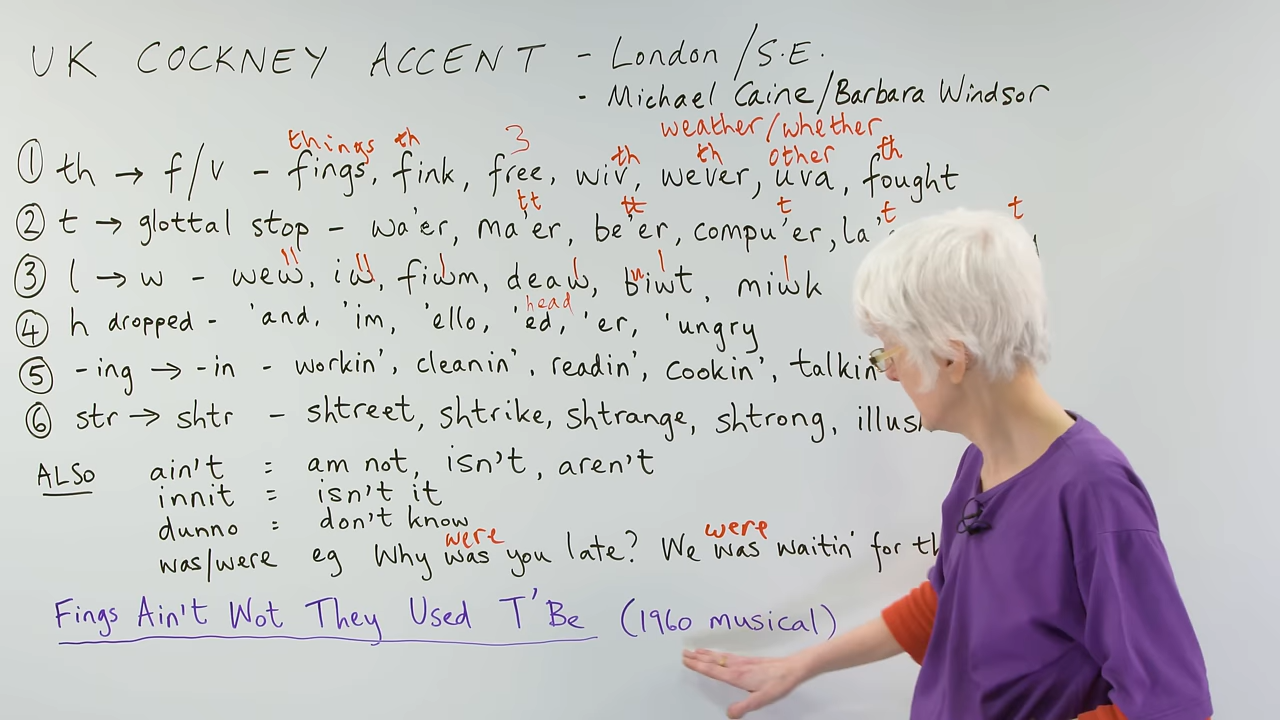 UK COCKNEY ACCENT - London / S.E.
- Michael Caine/Barbara Windsor
things th 3 th weather/whether th other th
① th → f/v - fings, fink, free, wiv, wever, uva, fought
tt tt t t t
② t → glottal stop - wa'er, ma'er, be'er, compu'er,
ll ll l l l l
③ l → w - wew, iw, fiwm, deaw, biwt, miwk
head
④ h dropped - 'and, 'im, 'ello, 'ed, 'er, 'ungry
⑤ -ing → -in - workin', cleanin', readin', cookin', talkin
⑥ str → shtr - shtreet, shtrike, shtrange, shtrong,
ALSO ain't = am not, isn't, aren't
innit = isn't it
dunno = don't know
were were
was/were eg Why was you late? We was waitin' for
Fings Ain't Wot They Used T'Be (1960 musical)